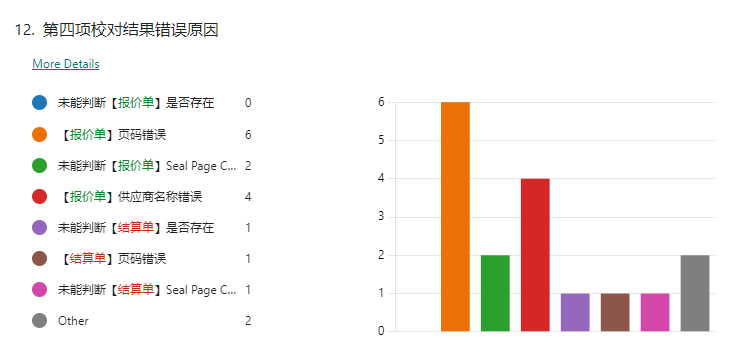 12. 第四项校对结果错误原因
More Details
未能判断【报价单】是否存在 0
【报价单】页码错误 6
未能判断【报价单】Seal Page C... 2
【报价单】供应商名称错误 4
未能判断【结算单】是否存在 1
【结算单】页码错误 1
未能判断【结算单】Seal Page C... 1
Other 2
6
5
4
3
2
1
0